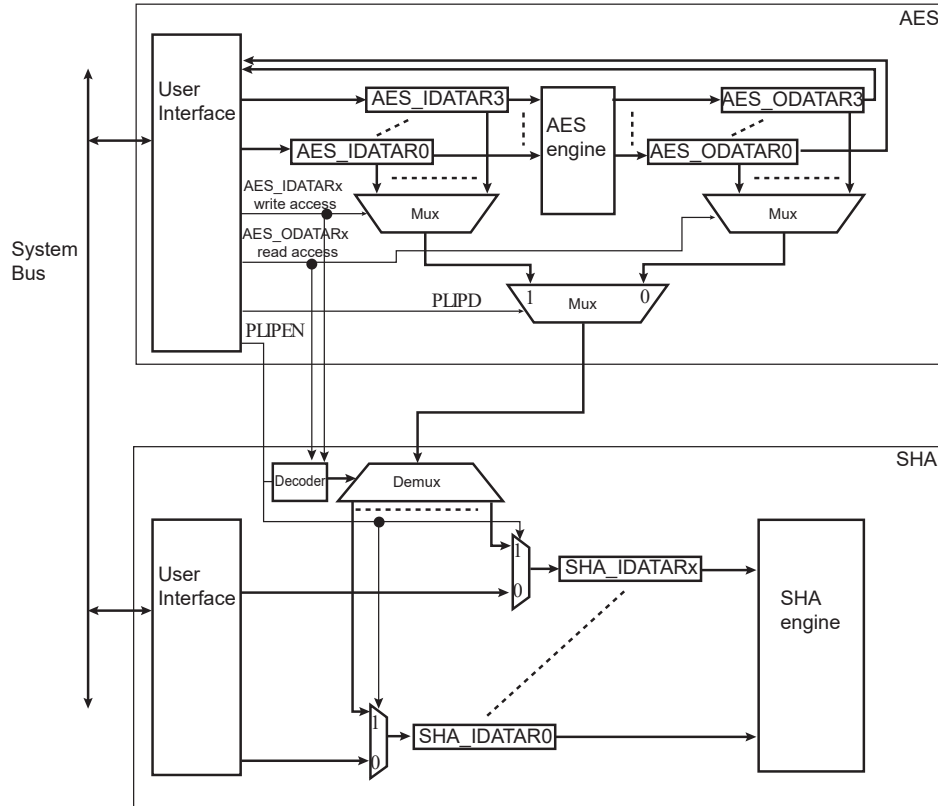 AES
User
Interface
AES_IDATAR3
AES_ODATAR3
AES
engine
AES_IDATAR0
AES_ODATAR0
AES_IDATARx
write access
Mux
Mux
AES_ODATARx
read access
System
Bus
1
Mux
0
PLIPD
PLIPEN
SHA
Decoder
Demux
User
Interface
1
0
SHA_IDATARx
SHA
engine
1
0
SHA_IDATAR0